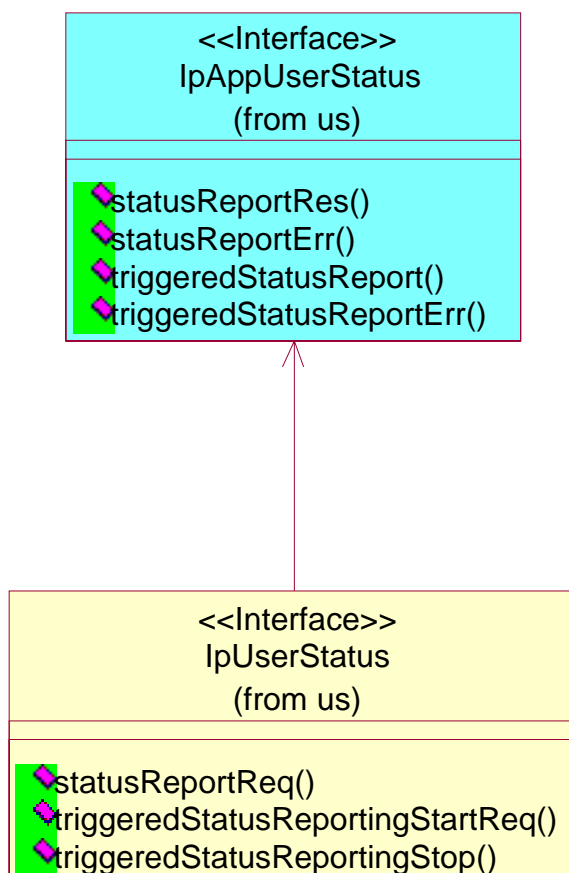 <<Interface>>
IpAppUserStatus
(from us)
statusReportRes()
statusReportErr()
triggeredStatusReport()
triggeredStatusReportErr()
<<Interface>>
IpUserStatus
(from us)
statusReportReq()
triggeredStatusReportingStartReq()
triggeredStatusReportingStop()